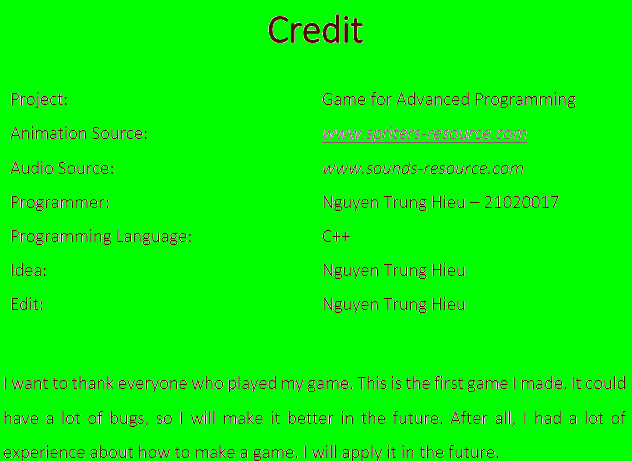 Credit
Project: Game for Advanced Programming
Animation Source: www.spriters-resource.com
Audio Source: www.sounds-resource.com
Programmer: Nguyen Trung Hieu – 21020017
Programming Language: C++
Idea: Nguyen Trung Hieu
Edit: Nguyen Trung Hieu
I want to thank everyone who played my game. This is the first game I made. It could
have a lot of bugs, so I will make it better in the future. After all, I had a lot of
experience about how to make a game. I will apply it in the future.